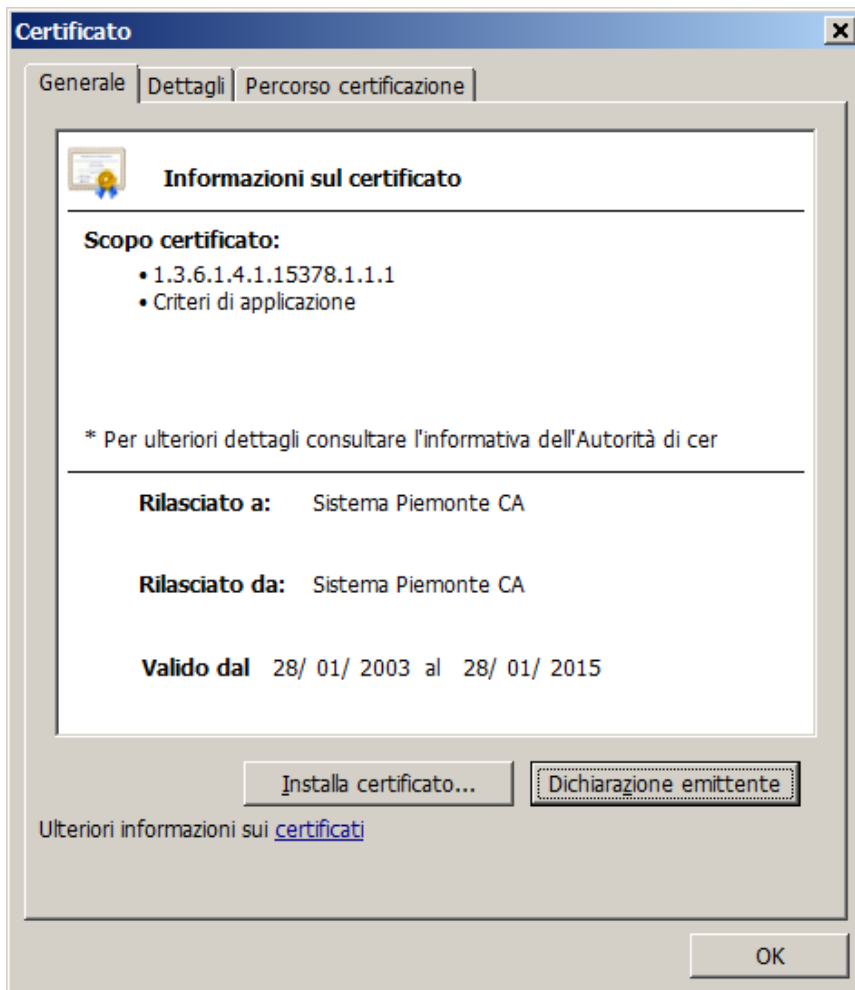 Certificato
Generale Dettagli Percorso certificazione
Informazioni sul certificato
Scopo certificato:
• 1.3.6.1.4.1.15378.1.1.1
• Criteri di applicazione
* Per ulteriori dettagli consultare l'informativa dell'Autorità di cer
Rilasciato a: Sistema Piemonte CA
Rilasciato da: Sistema Piemonte CA
Valido dal 28/ 01/ 2003 al 28/ 01/ 2015
Installa certificato... Dichiarazione emittente
Ulteriori informazioni sui certificati
OK